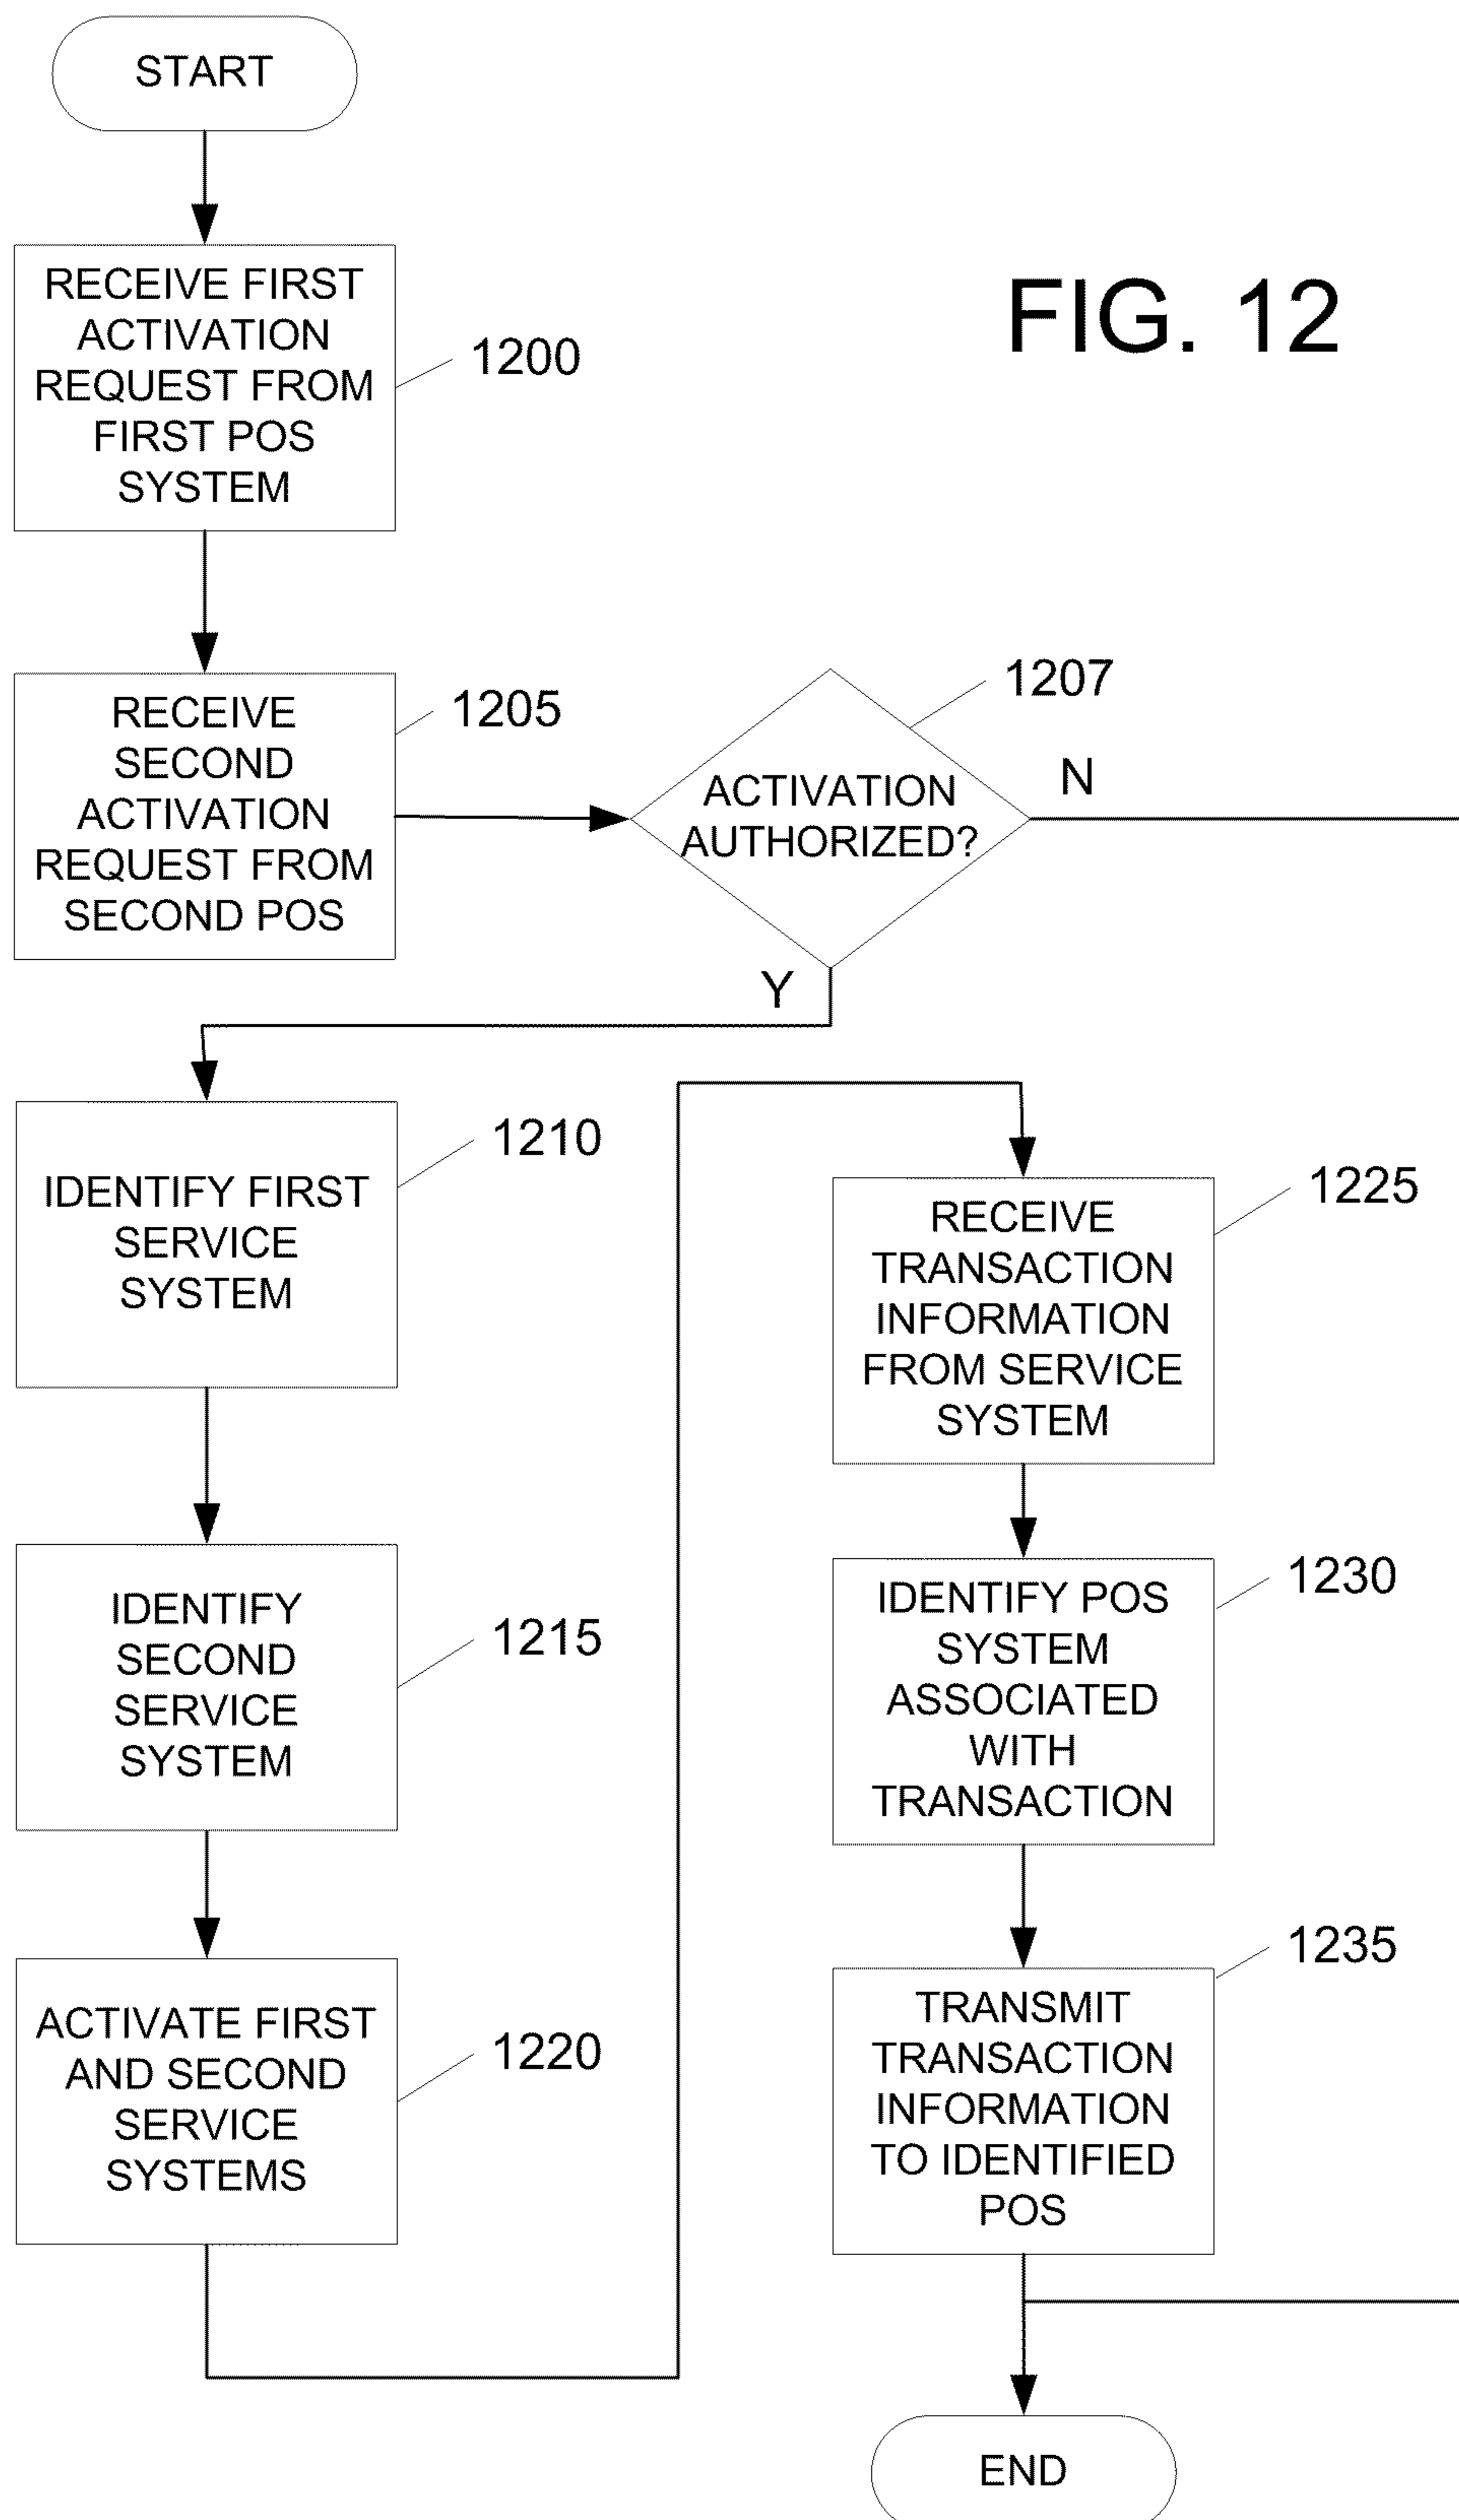 START
RECEIVE FIRST
ACTIVATION
REQUEST FROM
FIRST POS
SYSTEM
1200
FIG. 12
RECEIVE
SECOND
ACTIVATION
REQUEST FROM
SECOND POS
1205
ACTIVATION
AUTHORIZED?
1207
N
Y
IDENTIFY FIRST
SERVICE
SYSTEM
1210
IDENTIFY
SECOND
SERVICE
SYSTEM
1215
ACTIVATE FIRST
AND SECOND
SERVICE
SYSTEMS
1220
RECEIVE
TRANSACTION
INFORMATION
FROM SERVICE
SYSTEM
1225
IDENTIFY POS
SYSTEM
ASSOCIATED
WITH
TRANSACTION
1230
TRANSMIT
TRANSACTION
INFORMATION
TO IDENTIFIED
POS
1235
END